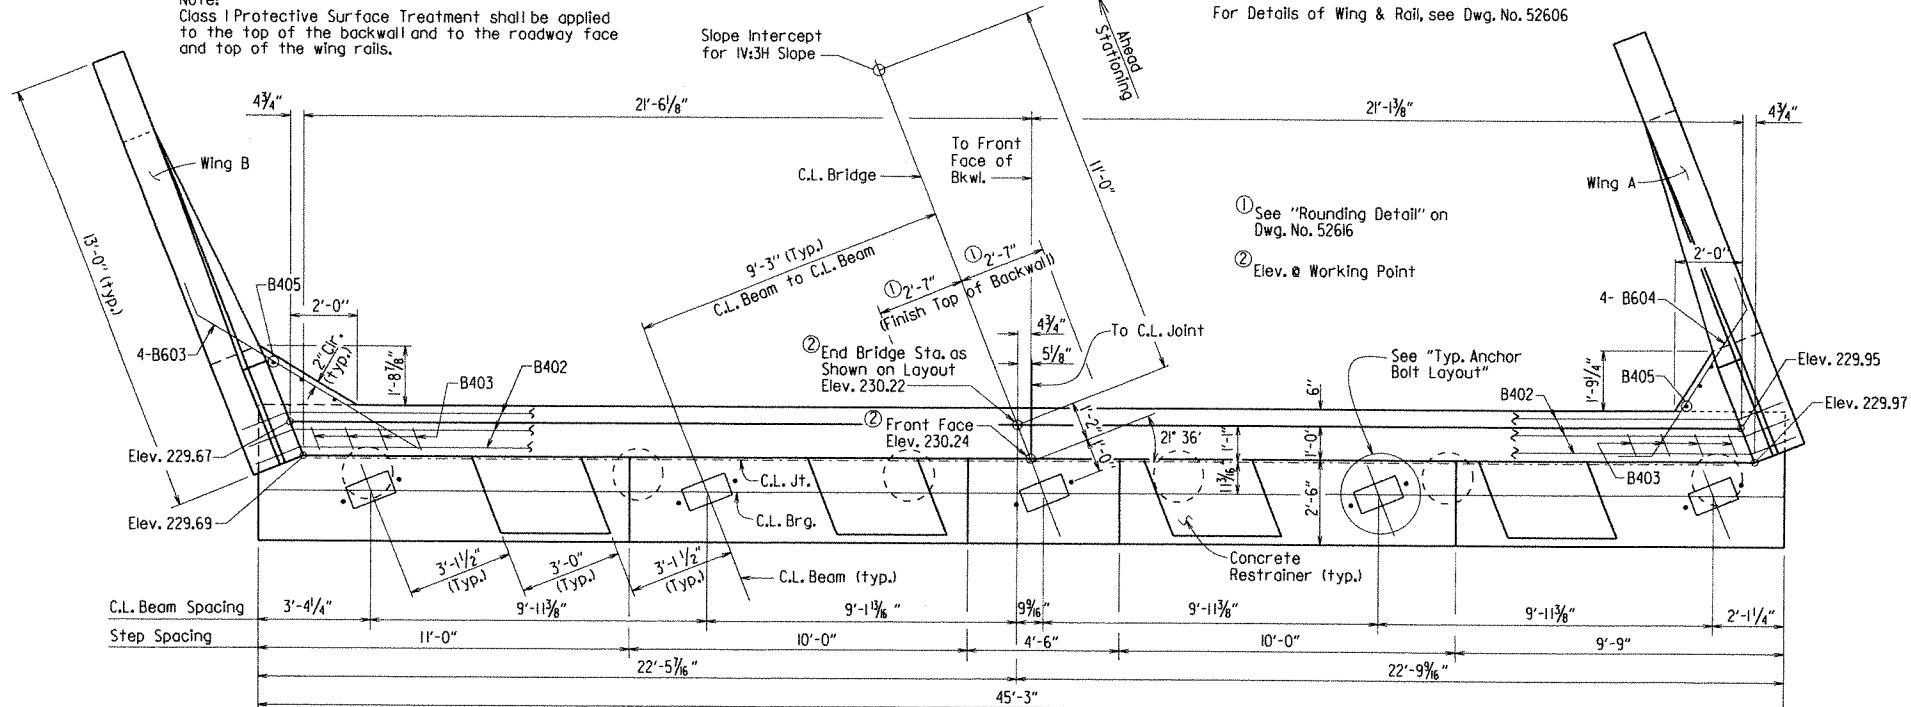 Note:
Class I Protective Surface Treatment shall be applied
to the top of the backwall and to the roadway face
and top of the wing rails.
Slope Intercept
for 1V:3H Slope
Ahead
Stationing
For Details of Wing & Rail, see Dwg. No. 52606
4¾"
21'-6⅛"
21'-1⅜"
4¾"
Wing B
C.L. Bridge
To Front
Face of
Bkwl.
11'-0"
Wing A
① See "Rounding Detail" on
Dwg. No. 52616
② Elev. @ Working Point
13'-0" (typ.)
9'-3" (Typ.)
C.L. Beam to C.L. Beam
① 2'-7"
① 2'-7"
(Finish Top of Backwall)
2'-0"
B405
2'-0"
4-B603
2" Clr.
(typ.)
1'-8⅞"
B403
B402
② End Bridge Sta. as
Shown on Layout
Elev. 230.22
4¾"
5⅛"
To C.L. Joint
4- B604
See "Typ. Anchor
Bolt Layout"
B405
B402
1'-9¼"
Elev. 229.95
Elev. 229.97
② Front Face
Elev. 230.24
1'-2"
1'-0"
21° 36'
1'-1"
6"
1'-0"
11 3/16"
2'-6"
B403
Elev. 229.67
Elev. 229.69
C.L. Jt.
C.L. Brg.
3'-1½"
(Typ.)
3'-0"
(Typ.)
3'-1½"
(Typ.)
C.L. Beam (typ.)
Concrete
Restrainer (typ.)
C.L. Beam Spacing
3'-4¼"
9'-11⅜"
9'-1 13/16"
9 9/16"
9'-11⅜"
9'-11⅜"
2'-1¼"
Step Spacing
11'-0"
10'-0"
4'-6"
10'-0"
9'-9"
22'-5 7/16"
22'-9 9/16"
45'-3"